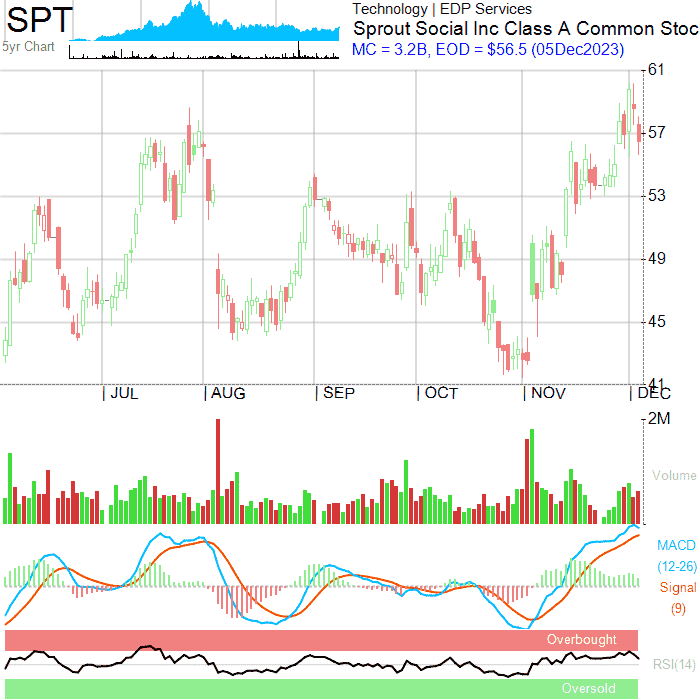 SPT
5yr Chart
Technology | EDP Services
Sprout Social Inc Class A Common Stoc
MC = 3.2B, EOD = $56.5 (05Dec2023)
61
57
53
49
45
41
| JUL | AUG | SEP | OCT | NOV | DEC
2M
Volume
MACD
(12-26)
Signal
(9)
Overbought
RSI(14)
Oversold